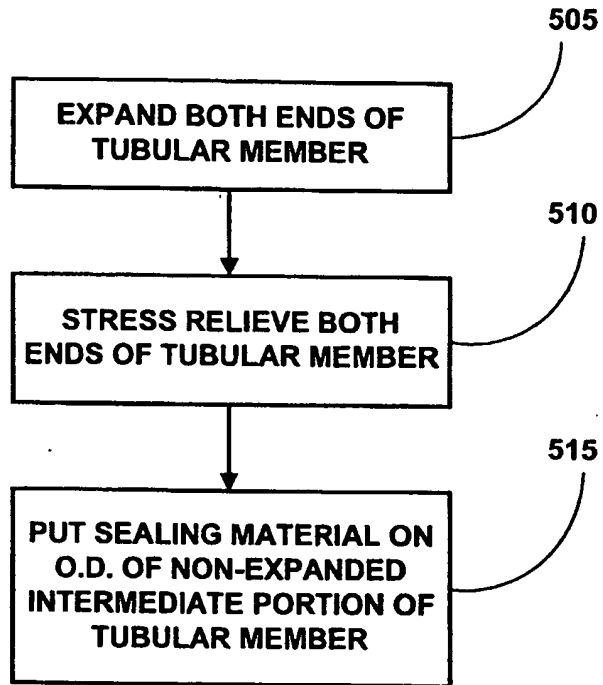 505
EXPAND BOTH ENDS OF
TUBULAR MEMBER
510
STRESS RELIEVE BOTH
ENDS OF TUBULAR MEMBER
515
PUT SEALING MATERIAL ON
O.D. OF NON-EXPANDED
INTERMEDIATE PORTION OF
TUBULAR MEMBER